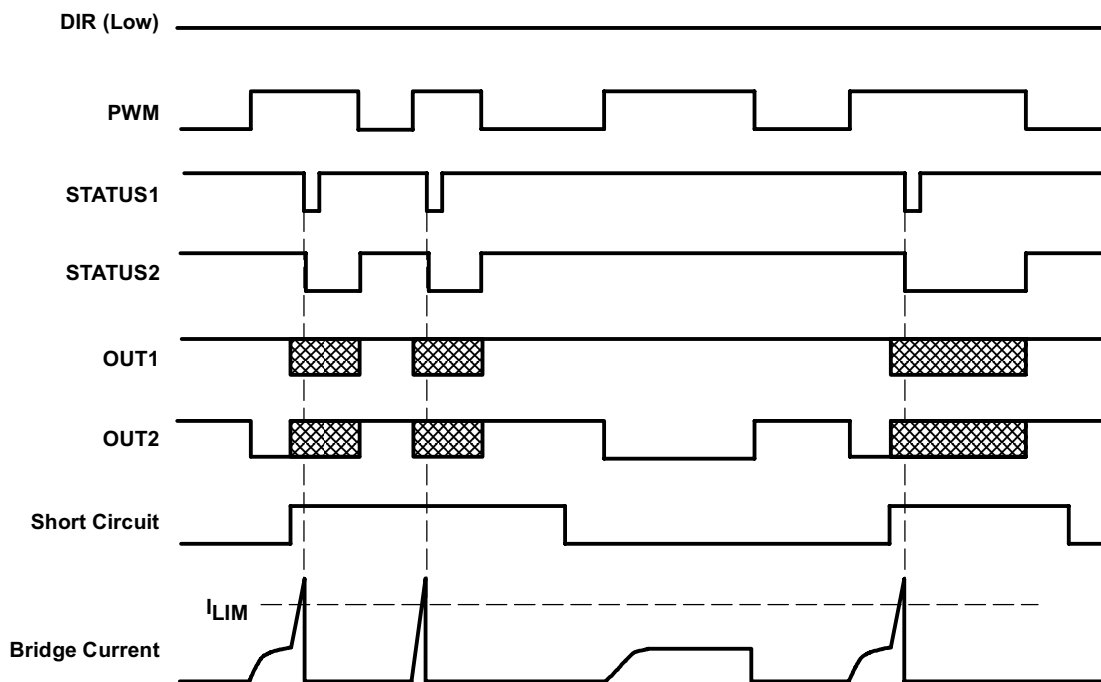 DIR (Low)
PWM
STATUS1
STATUS2
OUT1
OUT2
Short Circuit
ILIM
Bridge Current